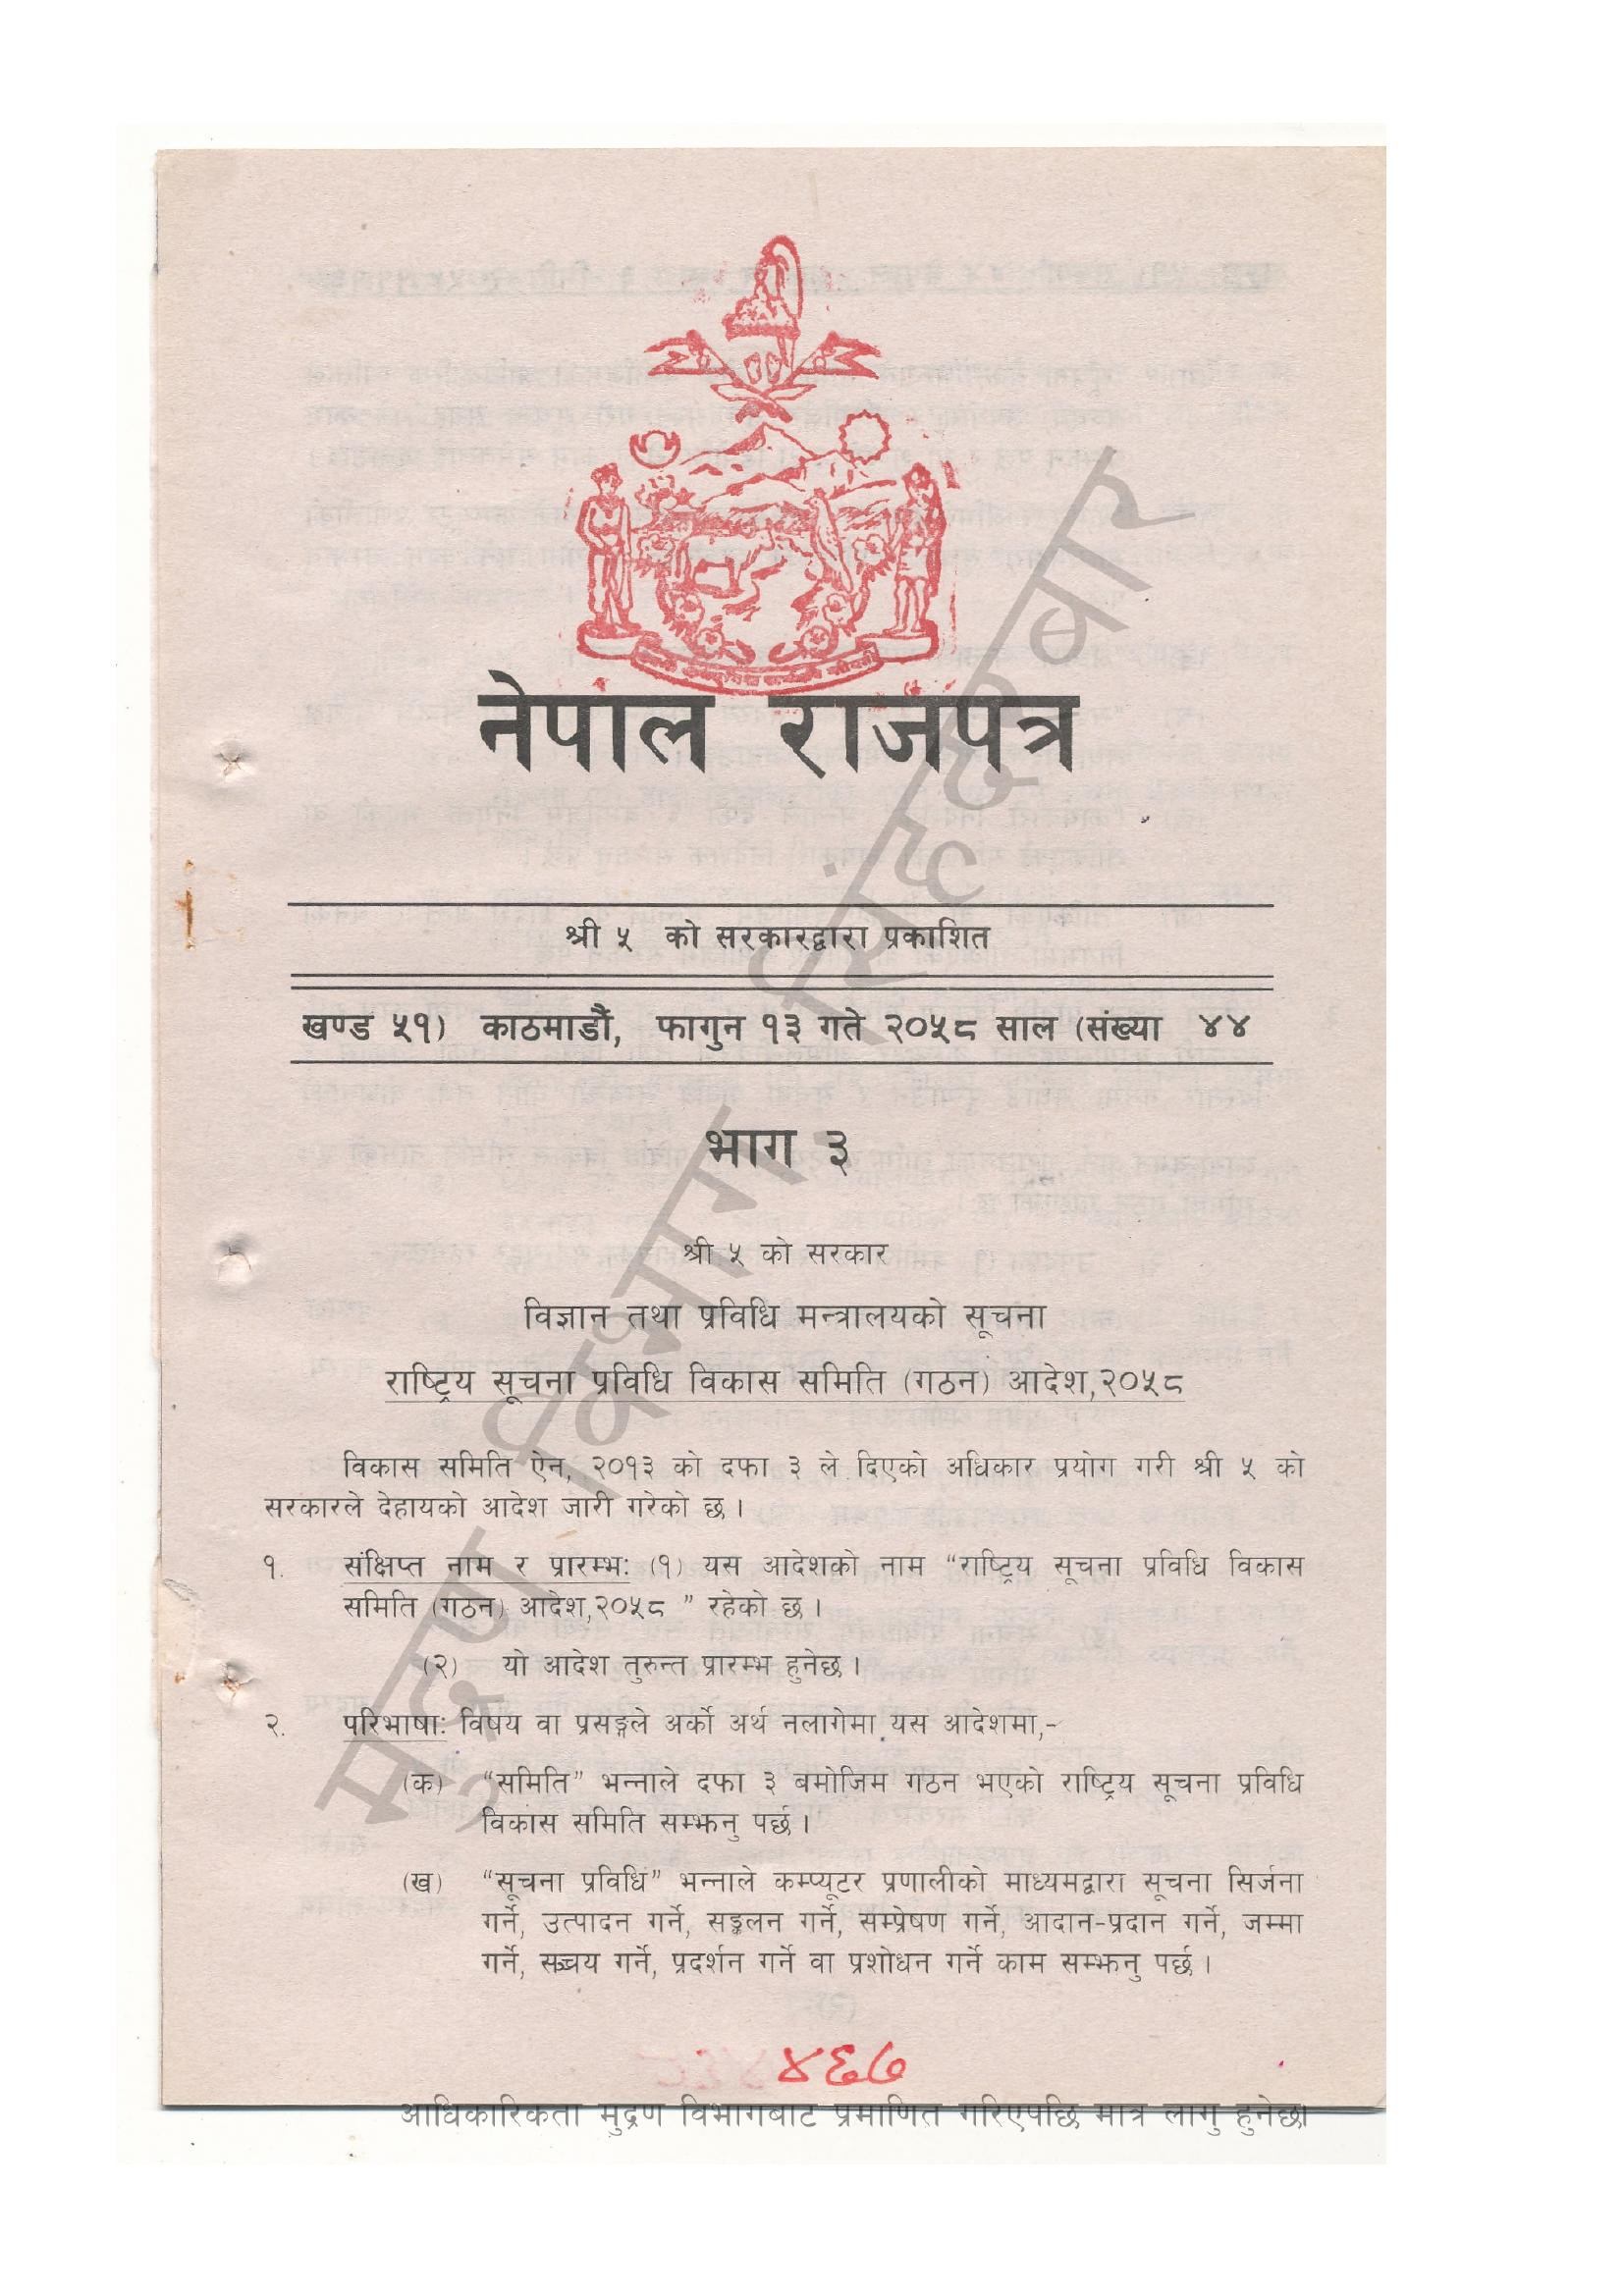 नेपाल राजपत्र
श्री ५ को सरकारद्वारा प्रकाशित
खण्ड ५१) काठमाडौं, फागुन १३ गते २०५८ साल (संख्या ४४
भाग ३
श्री ५ को सरकार
विज्ञान तथा प्रविधि मन्त्रालयको सूचना
राष्ट्रिय सूचना प्रविधि विकास समिति (गठन) आदेश,२०५८
विकास समिति ऐन, २०१३ को दफा ३ ले दिएको अधिकार प्रयोग गरी श्री ५ को
सरकारले देहायको आदेश जारी गरेको छ ।
१. संक्षिप्त नाम र प्रारम्भः (१) यस आदेशको नाम “राष्ट्रिय सूचना प्रविधि विकास
समिति (गठन) आदेश,२०५८ ” रहेको छ ।
(२) यो आदेश तुरुन्त प्रारम्भ हुनेछ ।
२. परिभाषाः विषय वा प्रसङ्गले अर्को अर्थ नलागेमा यस आदेशमा,-
(क) “समिति” भन्नाले दफा ३ बमोजिम गठन भएको राष्ट्रिय सूचना प्रविधि
विकास समिति सम्झनु पर्छ ।
(ख) “सूचना प्रविधि” भन्नाले कम्प्यूटर प्रणालीको माध्यमद्वारा सूचना सिर्जना
गर्ने, उत्पादन गर्ने, सङ्कलन गर्ने, सम्प्रेषण गर्ने, आदान-प्रदान गर्ने, जम्मा
गर्ने, सञ्चय गर्ने, प्रदर्शन गर्ने वा प्रशोधन गर्ने काम सम्झनु पर्छ ।
४६७
आधिकारिकता मुद्रण विभागबाट प्रमाणित गरिएपछि मात्र लागु हुनेछ।
मुद्रण विभाग, सिंहदरबार